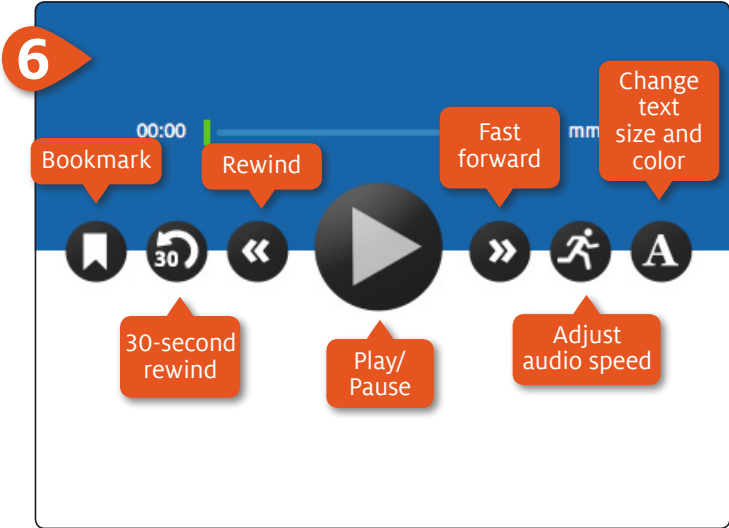 6
Change
text
size and
color
00:00
mm
Fast
forward
Bookmark
Rewind
30
A
30-second
rewind
Play/
Pause
Adjust
audio speed